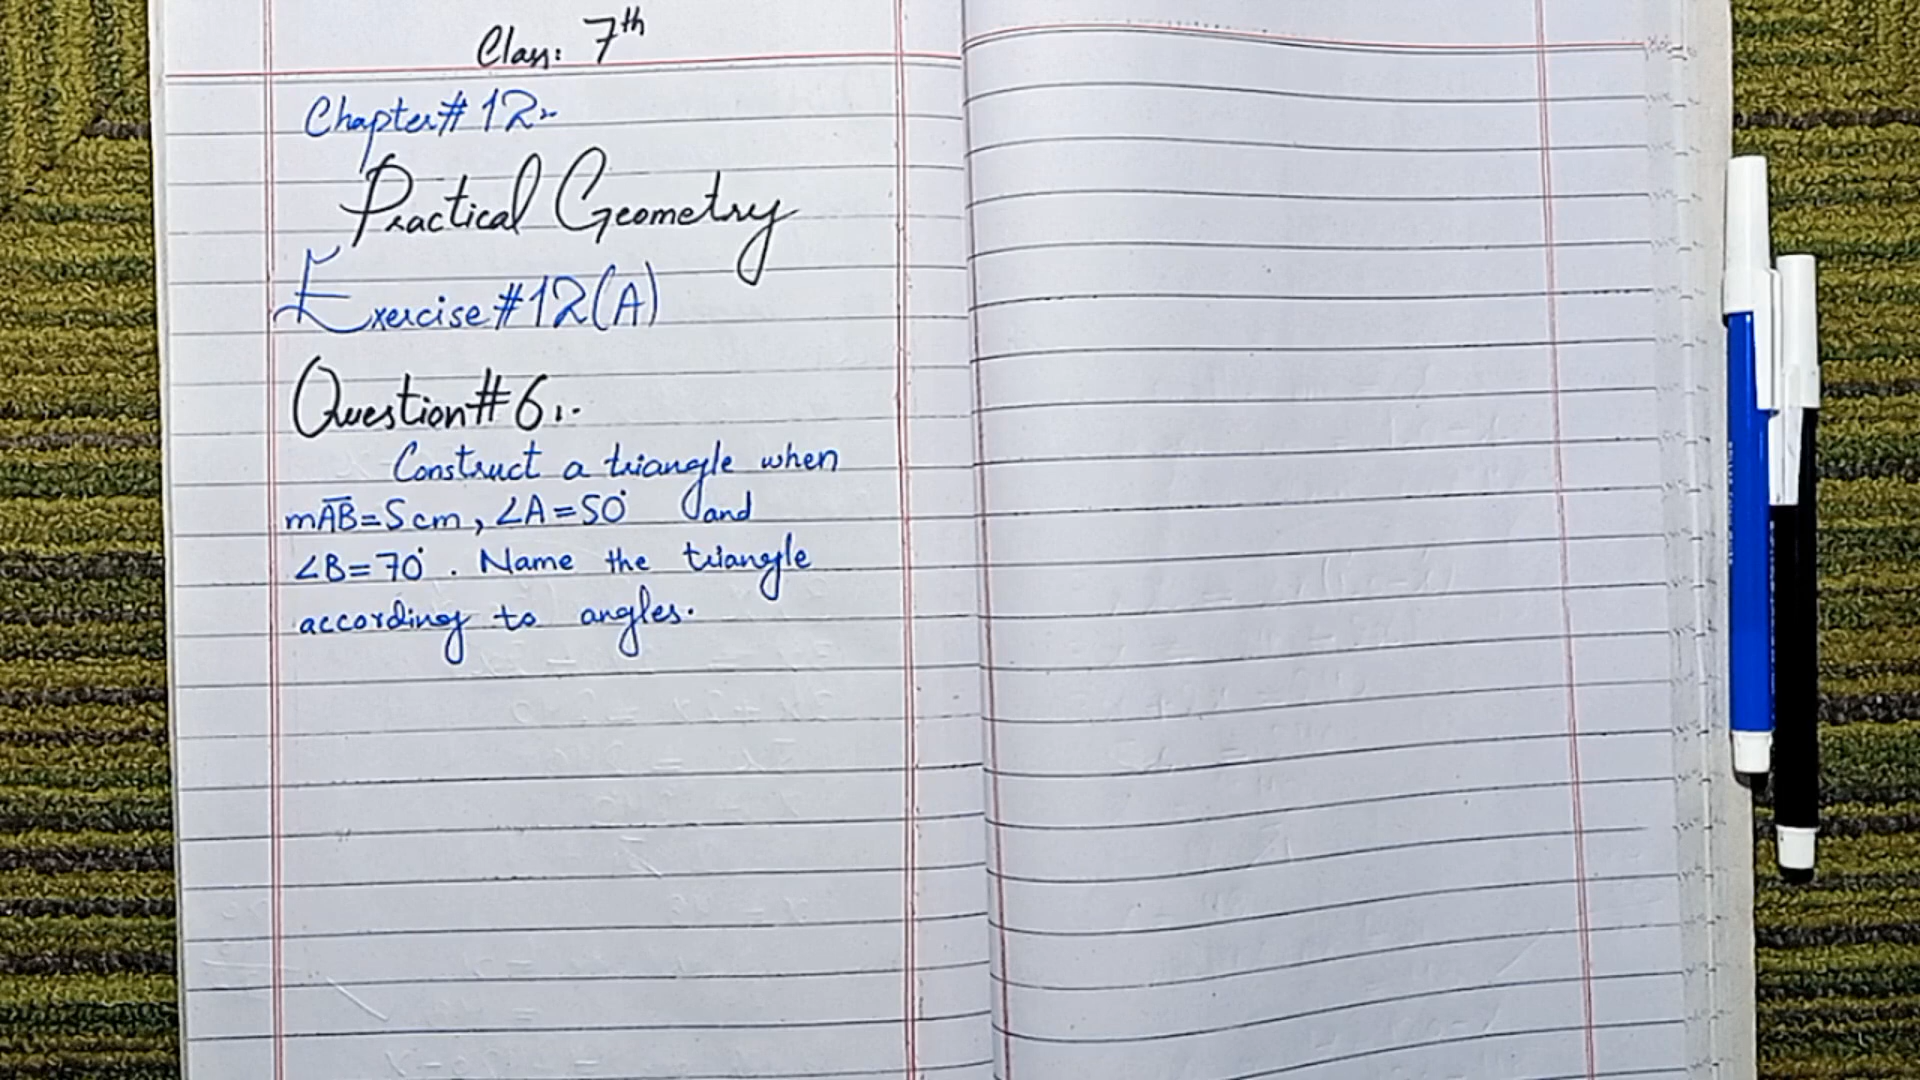 Class: 7th
Chapter# 12:-
Practical Geometry
Exercise #12(A)
Question#6:-
Construct a triangle when
mAB=5cm, ∠A=50° and
∠B=70°. Name the triangle
according to angles.